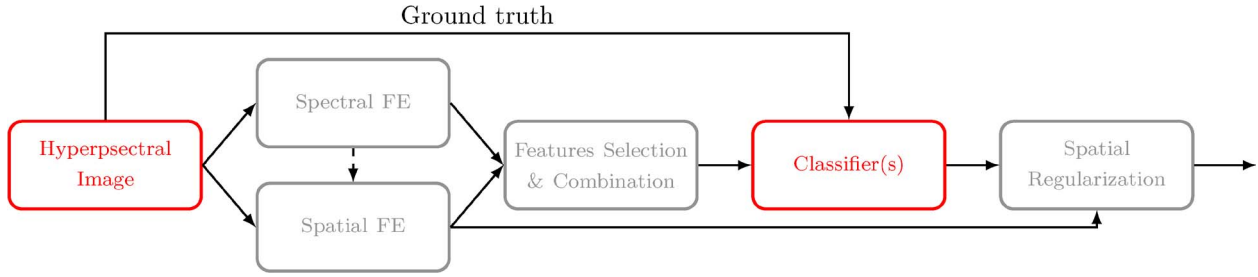 Ground truth
Spectral FE
Hyperpsectral
Image
Features Selection
& Combination
Classifier(s)
Spatial
Regularization
Spatial FE